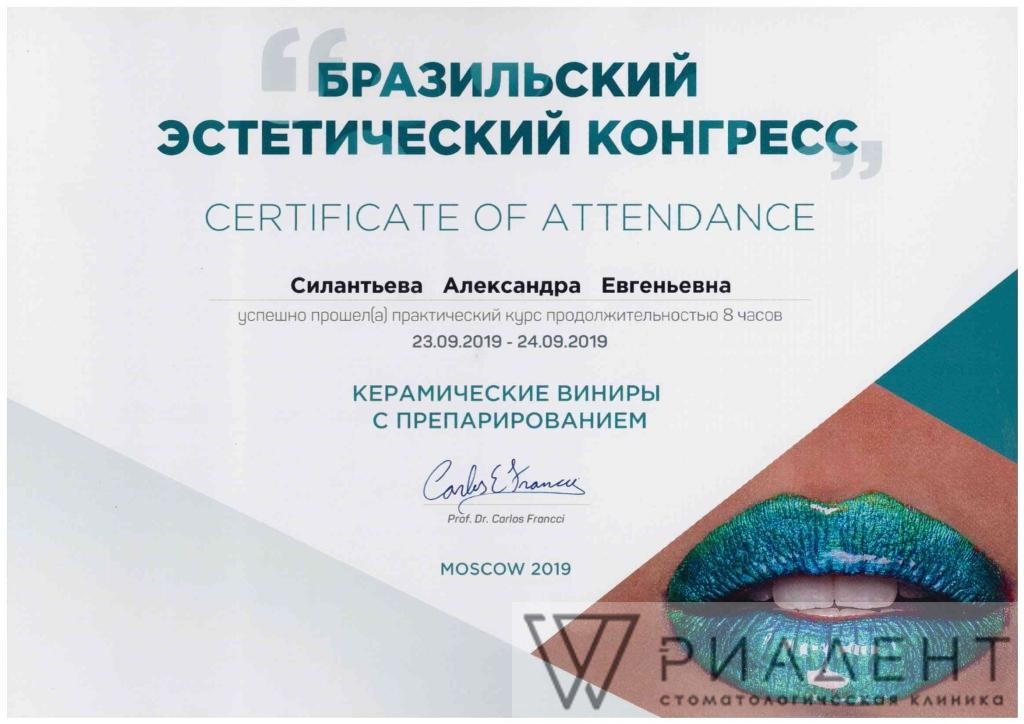 “БРАЗИЛЬСКИЙ
ЭСТЕТИЧЕСКИЙ КОНГРЕСС”
CERTIFICATE OF ATTENDANCE
Силантьева Александра Евгеньевна
успешно прошел(а) практический курс продолжительностью 8 часов
23.09.2019 - 24.09.2019
КЕРАМИЧЕСКИЕ ВИНИРЫ
С ПРЕПАРИРОВАНИЕМ
Carlos E Francci
Prof. Dr. Carlos Francci
MOSCOW 2019
РИАДЕНТ
СТОМАТОЛОГИЧЕСКАЯ КЛИНИКА